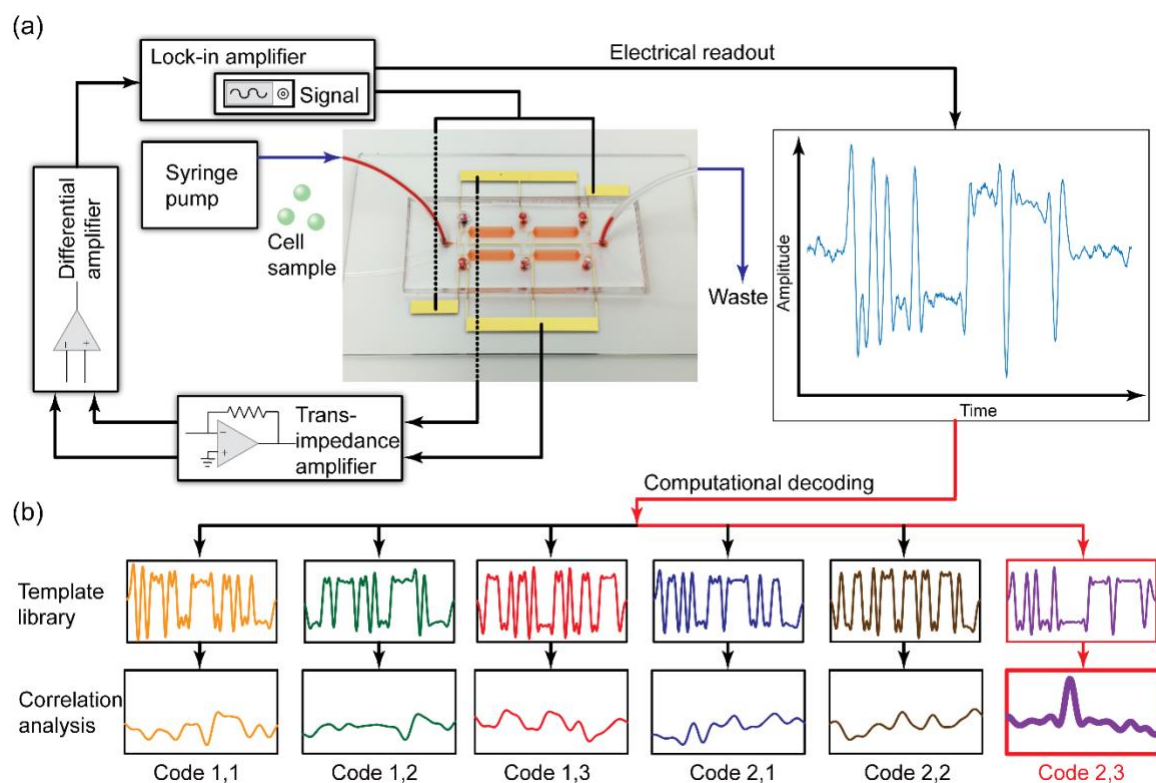 (a)
Lock-in amplifier
Signal
Electrical readout
Syringe
pump
Cell
sample
Differential
amplifier
Waste
Amplitude
Time
Trans-
impedance
amplifier
Computational decoding
(b)
Template
library
Correlation
analysis
Code 1,1
Code 1,2
Code 1,3
Code 2,1
Code 2,2
Code 2,3